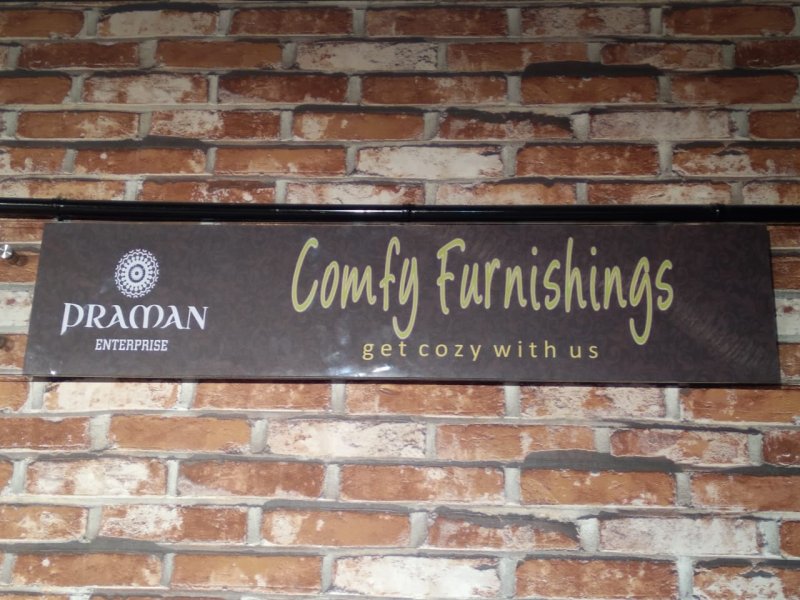 PRAMAN
ENTERPRISE
Comfy Furnishings
get cozy with us